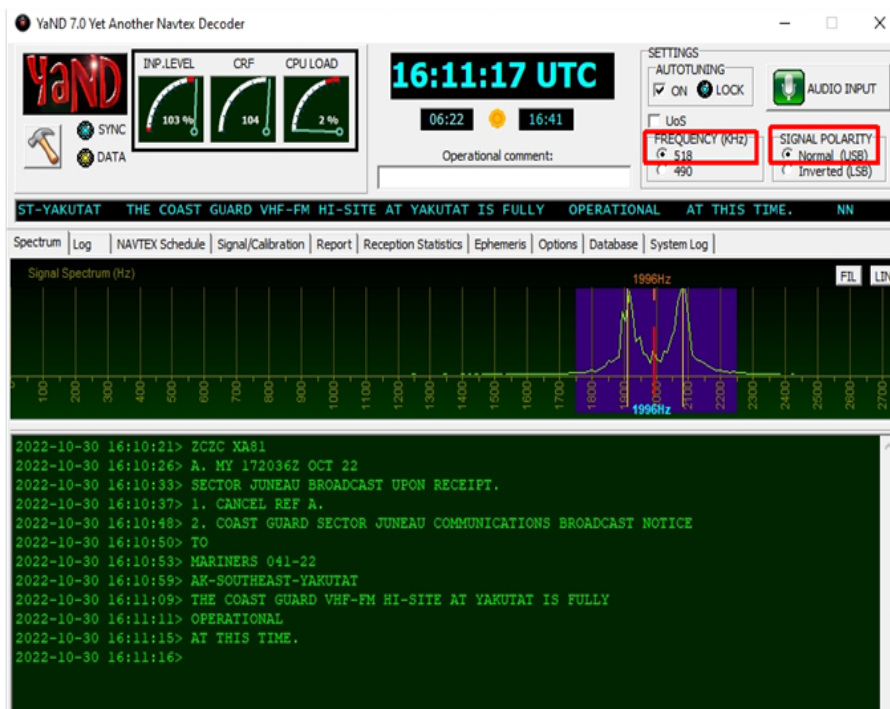 YaND 7.0 Yet Another Navtex Decoder
YaND
INP.LEVEL CRF CPU LOAD
103 % 104 2 %
SYNC
DATA
16:11:17 UTC
06:22 16:41
Operational comment:
SETTINGS
AUTOTUNING
ON LOCK
UoS
FREQUENCY (KHz)
518
490
AUDIO INPUT
SIGNAL POLARITY
Normal (USB)
Inverted (LSB)
ST-YAKUTAT THE COAST GUARD VHF-FM HI-SITE AT YAKUTAT IS FULLY OPERATIONAL AT THIS TIME. NN
Spectrum Log NAVTEX Schedule Signal/Calibration Report Reception Statistics Ephemeris Options Database System Log
Signal Spectrum (Hz)
1996Hz
FIL LIN
100 200 300 400 500 600 700 800 900 1000 1100 1200 1300 1400 1500 1600 1700 1800 1900 2000 2100 2200 2300 2400 2500 2600 2700
1996Hz
2022-10-30 16:10:21> ZCZC XA81
2022-10-30 16:10:26> A. MY 172036Z OCT 22
2022-10-30 16:10:33> SECTOR JUNEAU BROADCAST UPON RECEIPT.
2022-10-30 16:10:37> 1. CANCEL REF A.
2022-10-30 16:10:48> 2. COAST GUARD SECTOR JUNEAU COMMUNICATIONS BROADCAST NOTICE
2022-10-30 16:10:50> TO
2022-10-30 16:10:53> MARINERS 041-22
2022-10-30 16:10:59> AK-SOUTHEAST-YAKUTAT
2022-10-30 16:11:09> THE COAST GUARD VHF-FM HI-SITE AT YAKUTAT IS FULLY
2022-10-30 16:11:11> OPERATIONAL
2022-10-30 16:11:15> AT THIS TIME.
2022-10-30 16:11:16>